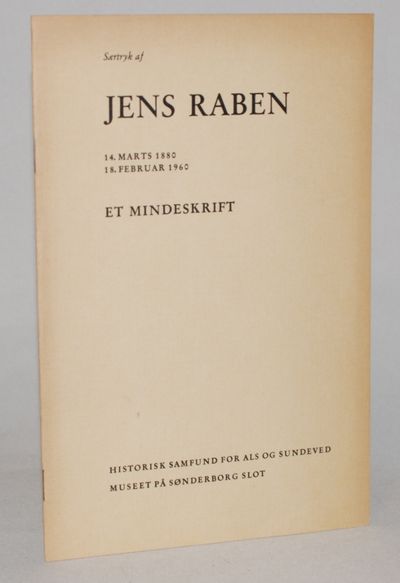 Særtryk af
JENS RABEN
14. MARTS 1880
18. FEBRUAR 1960
ET MINDESKRIFT
HISTORISK SAMFUND FOR ALS OG SUNDEVED
MUSEET PÅ SØNDERBORG SLOT